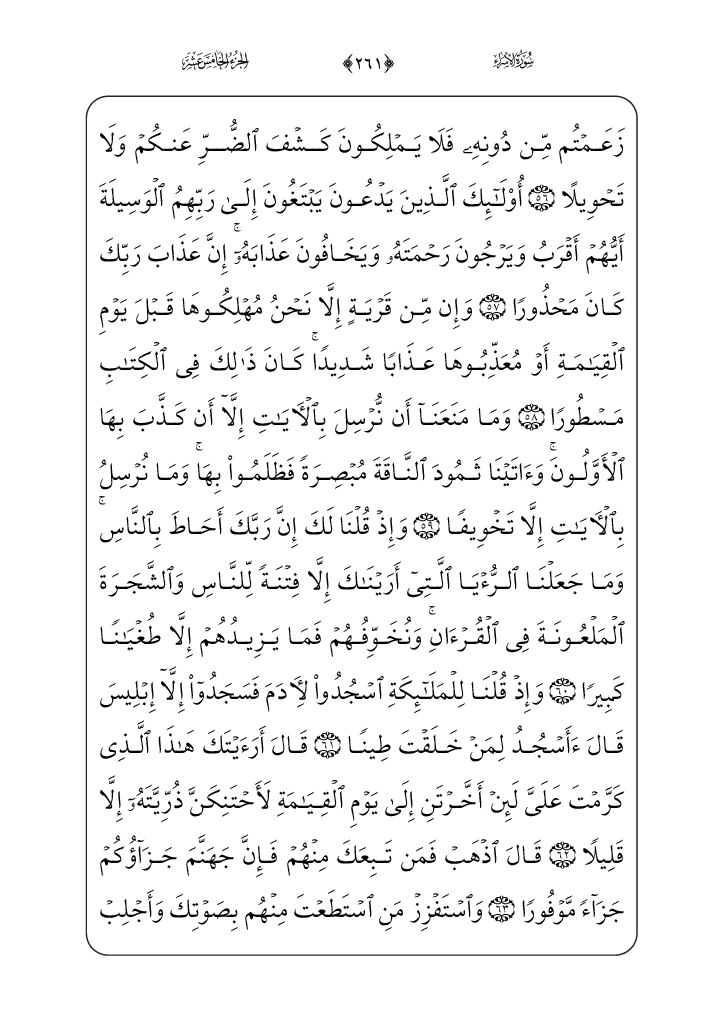 سُورَةُ الإِسْرَاء ﴿٢٦١﴾ الجُزْءُ الخَامِسَ عَشَرَ
زَعَمۡتُم مِّن دُونِهِۦ فَلَا يَمۡلِكُونَ كَشۡفَ ٱلضُّرِّ عَنكُمۡ وَلَا
تَحۡوِيلًا ۝٥٦ أُوْلَٰٓئِكَ ٱلَّذِينَ يَدۡعُونَ يَبۡتَغُونَ إِلَىٰ رَبِّهِمُ ٱلۡوَسِيلَةَ
أَيُّهُمۡ أَقۡرَبُ وَيَرۡجُونَ رَحۡمَتَهُۥ وَيَخَافُونَ عَذَابَهُۥٓۚ إِنَّ عَذَابَ رَبِّكَ
كَانَ مَحۡذُورًا ۝٥٧ وَإِن مِّن قَرۡيَةٍ إِلَّا نَحۡنُ مُهۡلِكُوهَا قَبۡلَ يَوۡمِ
ٱلۡقِيَٰمَةِ أَوۡ مُعَذِّبُوهَا عَذَابًا شَدِيدًاۚ كَانَ ذَٰلِكَ فِى ٱلۡكِتَٰبِ
مَسۡطُورًا ۝٥٨ وَمَا مَنَعَنَآ أَن نُّرۡسِلَ بِٱلۡأٓيَٰتِ إِلَّآ أَن كَذَّبَ بِهَا
ٱلۡأَوَّلُونَۚ وَءَاتَيۡنَا ثَمُودَ ٱلنَّاقَةَ مُبۡصِرَةً فَظَلَمُواْ بِهَاۚ وَمَا نُرۡسِلُ
بِٱلۡأٓيَٰتِ إِلَّا تَخۡوِيفًا ۝٥٩ وَإِذۡ قُلۡنَا لَكَ إِنَّ رَبَّكَ أَحَاطَ بِٱلنَّاسِۚ
وَمَا جَعَلۡنَا ٱلرُّءۡيَا ٱلَّتِىٓ أَرَيۡنَٰكَ إِلَّا فِتۡنَةً لِّلنَّاسِ وَٱلشَّجَرَةَ
ٱلۡمَلۡعُونَةَ فِى ٱلۡقُرۡءَانِۚ وَنُخَوِّفُهُمۡ فَمَا يَزِيدُهُمۡ إِلَّا طُغۡيَٰنًا
كَبِيرًا ۝٦٠ وَإِذۡ قُلۡنَا لِلۡمَلَٰٓئِكَةِ ٱسۡجُدُواْ لِأٓدَمَ فَسَجَدُوٓاْ إِلَّآ إِبۡلِيسَ
قَالَ ءَأَسۡجُدُ لِمَنۡ خَلَقۡتَ طِينًا ۝٦١ قَالَ أَرَءَيۡتَكَ هَٰذَا ٱلَّذِى
كَرَّمۡتَ عَلَىَّ لَئِنۡ أَخَّرۡتَنِ إِلَىٰ يَوۡمِ ٱلۡقِيَٰمَةِ لَأَحۡتَنِكَنَّ ذُرِّيَّتَهُۥٓ إِلَّا
قَلِيلًا ۝٦٢ قَالَ ٱذۡهَبۡ فَمَن تَبِعَكَ مِنۡهُمۡ فَإِنَّ جَهَنَّمَ جَزَآؤُكُمۡ
جَزَآءً مَّوۡفُورًا ۝٦٣ وَٱسۡتَفۡزِزۡ مَنِ ٱسۡتَطَعۡتَ مِنۡهُم بِصَوۡتِكَ وَأَجۡلِبۡ